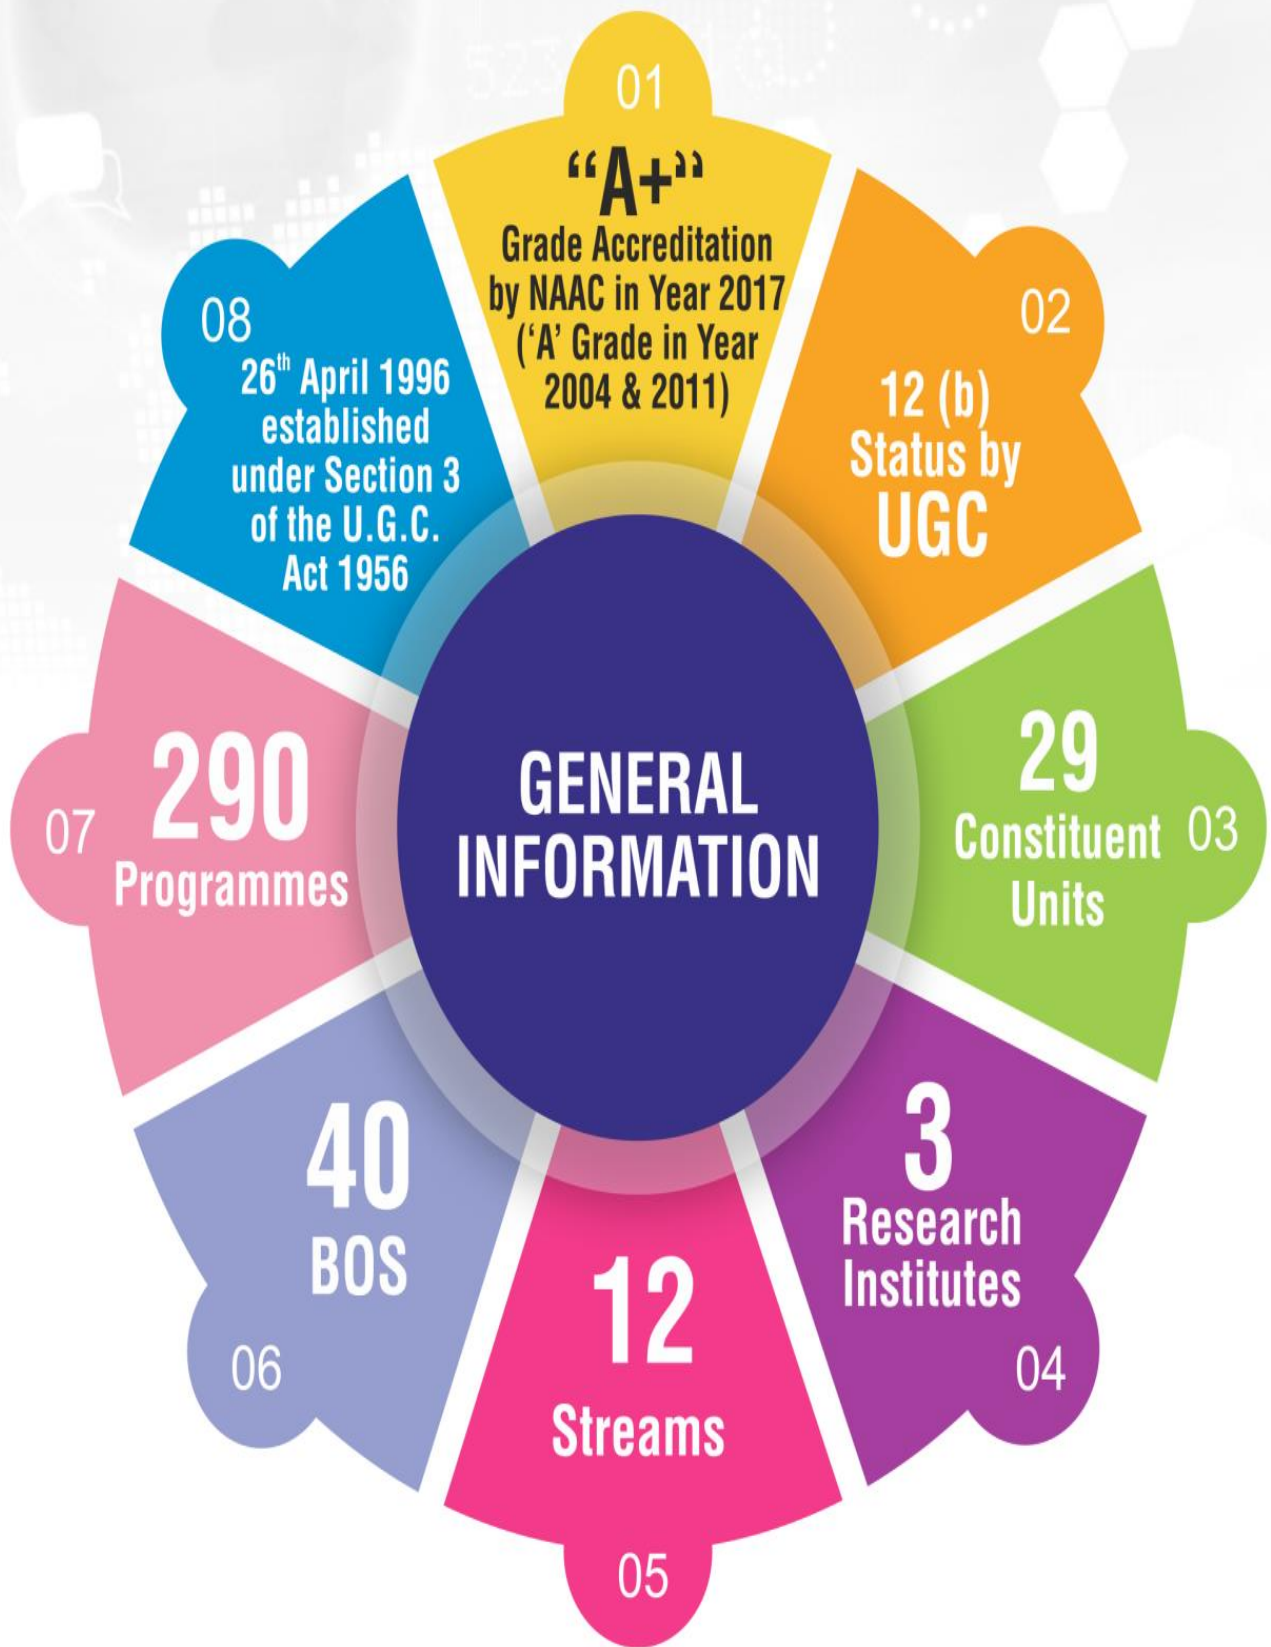 01
“A+”
Grade Accreditation
by NAAC in Year 2017
(‘A’ Grade in Year
2004 & 2011)
02
12 (b)
Status by
UGC
03
29
Constituent
Units
04
3
Research
Institutes
05
12
Streams
06
40
BOS
07
290
Programmes
08
26th April 1996
established
under Section 3
of the U.G.C.
Act 1956
GENERAL
INFORMATION